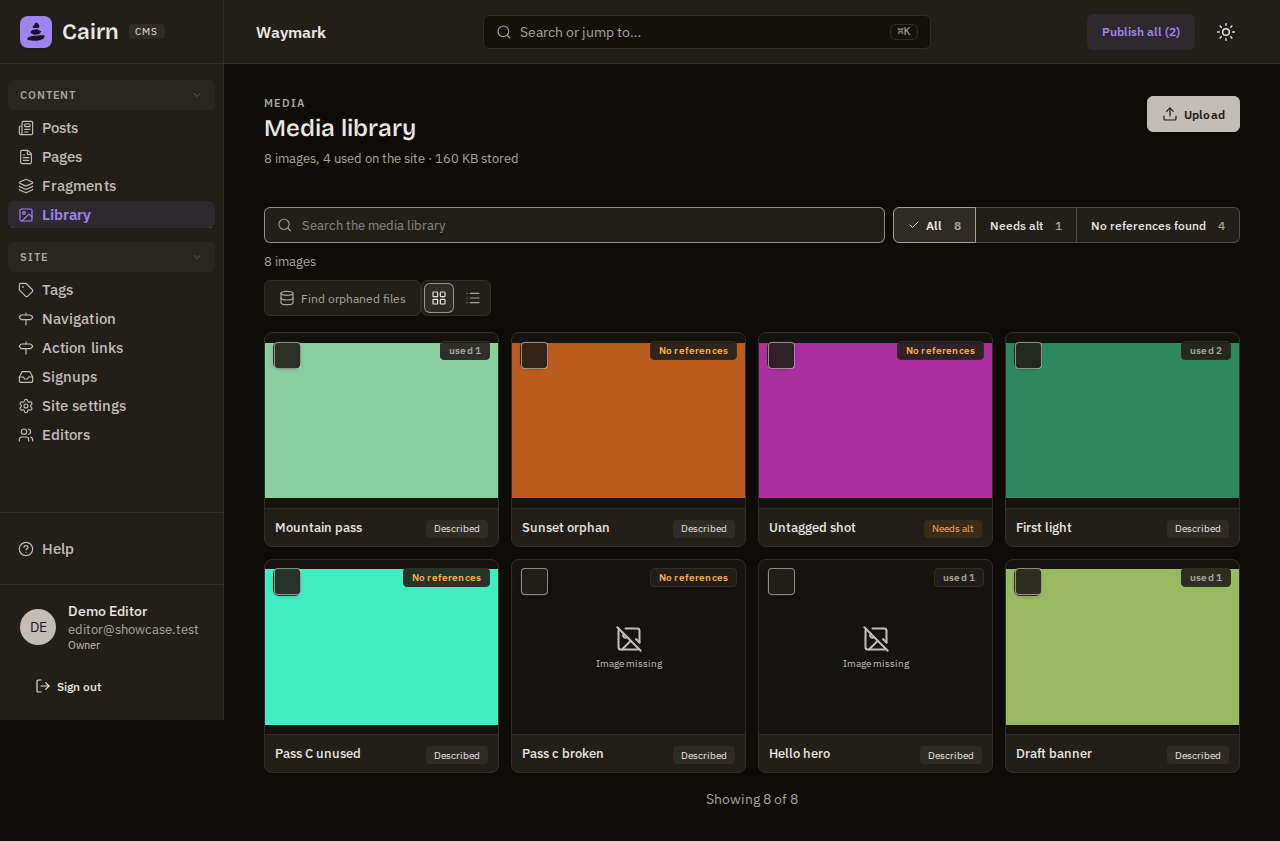 Cairn CMS
Waymark
Search or jump to...
⌘K
Publish all (2)
CONTENT
Posts
Pages
Fragments
Library
SITE
Tags
Navigation
Action links
Signups
Site settings
Editors
Help
DE
Demo Editor
editor@showcase.test
Owner
Sign out
MEDIA
Media library
8 images, 4 used on the site · 160 KB stored
Upload
Search the media library
All 8
Needs alt 1
No references found 4
8 images
Find orphaned files
used 1
Mountain pass
Described
No references
Sunset orphan
Described
No references
Untagged shot
Needs alt
used 2
First light
Described
No references
Pass C unused
Described
No references
Image missing
Pass c broken
Described
used 1
Image missing
Hello hero
Described
used 1
Draft banner
Described
Showing 8 of 8